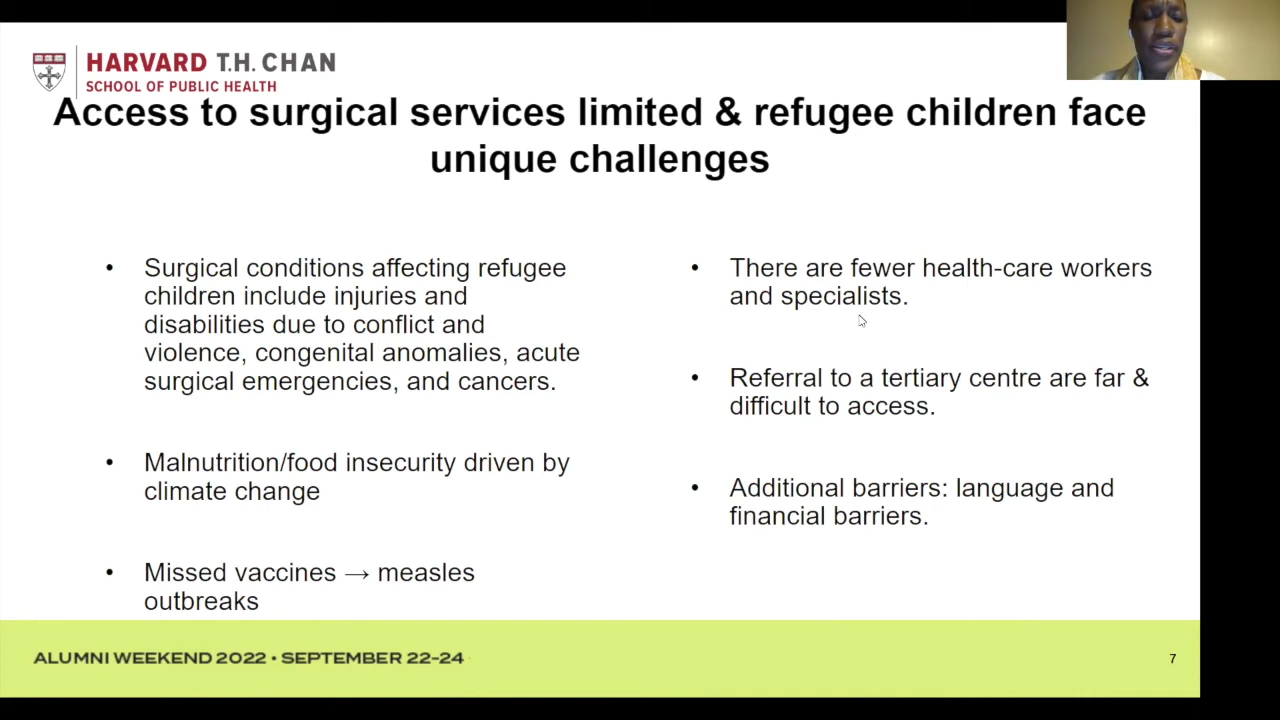 HARVARD T.H. CHAN
SCHOOL OF PUBLIC HEALTH
Access to surgical services limited & refugee children face
unique challenges
• Surgical conditions affecting refugee
children include injuries and
disabilities due to conflict and
violence, congenital anomalies, acute
surgical emergencies, and cancers.
• Malnutrition/food insecurity driven by
climate change
• Missed vaccines → measles
outbreaks
• There are fewer health-care workers
and specialists.
• Referral to a tertiary centre are far &
difficult to access.
• Additional barriers: language and
financial barriers.
ALUMNI WEEKEND 2022 • SEPTEMBER 22-24
7